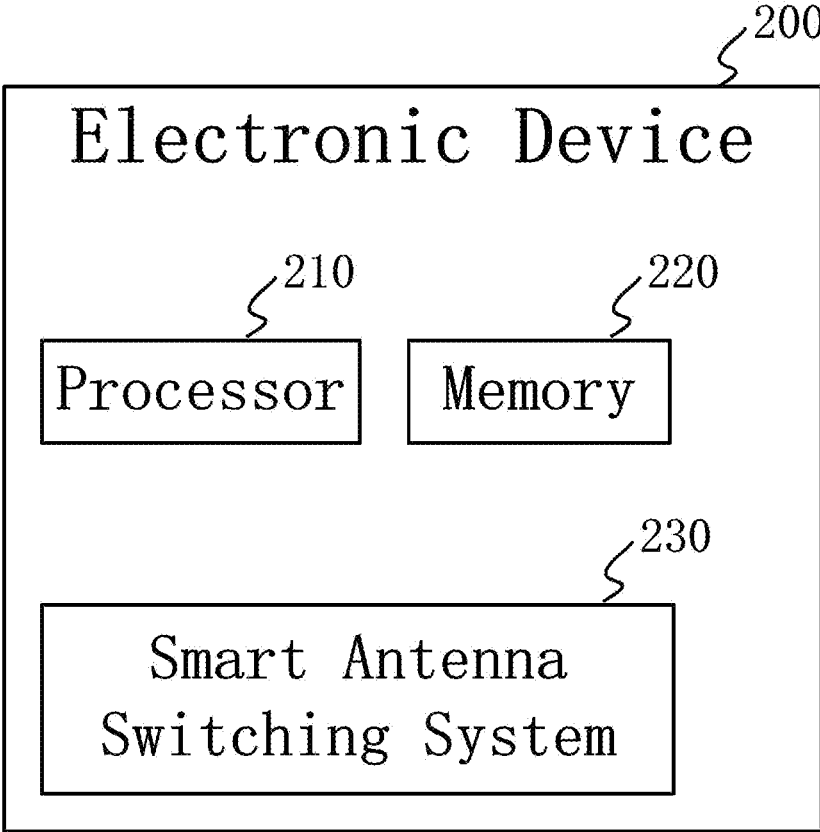 200
Electronic Device
210
220
Processor
Memory
230
Smart Antenna
Switching System